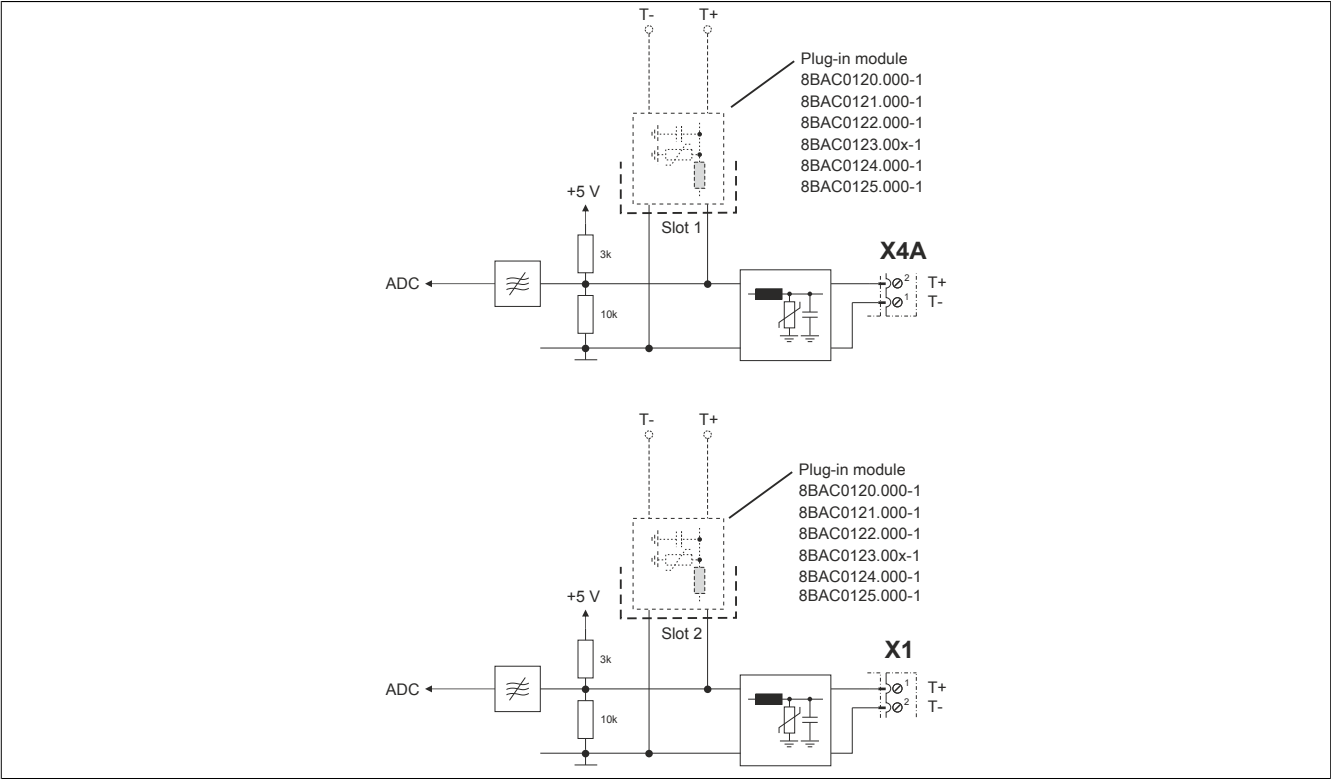 T- T+
Plug-in module
8BAC0120.000-1
8BAC0121.000-1
8BAC0122.000-1
8BAC0123.00x-1
8BAC0124.000-1
8BAC0125.000-1
+5 V
Slot 1
X4A
3k
ADC
2 T+
1 T-
10k
T- T+
Plug-in module
8BAC0120.000-1
8BAC0121.000-1
8BAC0122.000-1
8BAC0123.00x-1
8BAC0124.000-1
8BAC0125.000-1
+5 V
Slot 2
X1
3k
ADC
1 T+
2 T-
10k